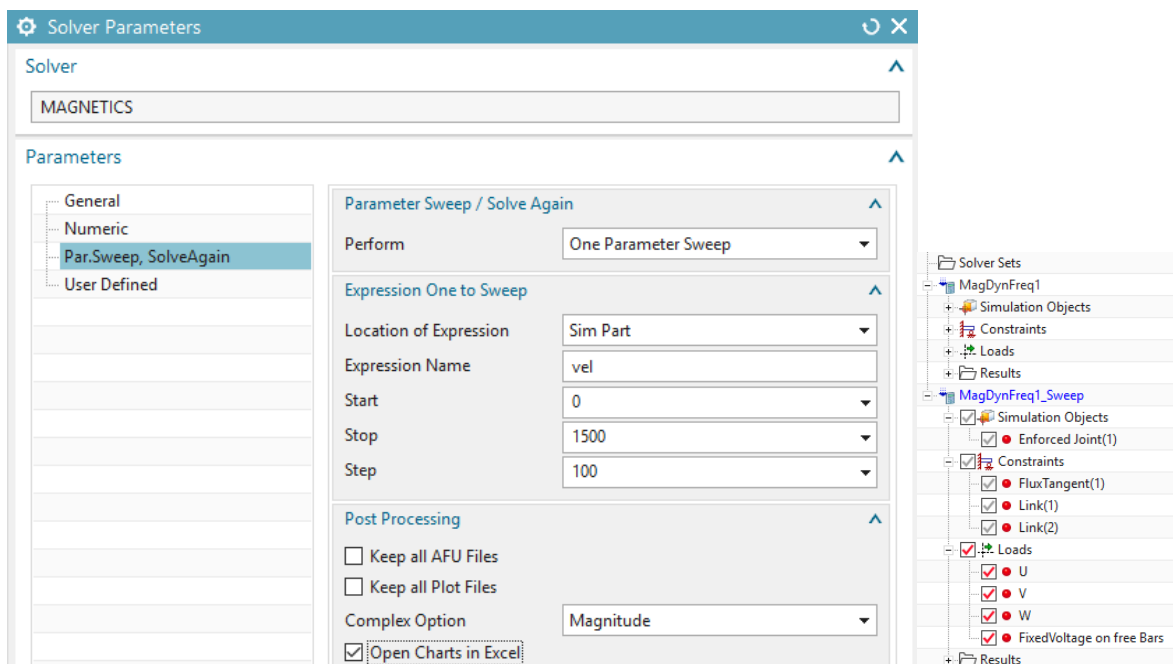 Solver Parameters
Solver
MAGNETICS
Parameters
General
Numeric
Par.Sweep, SolveAgain
User Defined
Parameter Sweep / Solve Again
Perform One Parameter Sweep
Expression One to Sweep
Location of Expression Sim Part
Expression Name vel
Start 0
Stop 1500
Step 100
Post Processing
Keep all AFU Files
Keep all Plot Files
Complex Option Magnitude
Open Charts in Excel
Solver Sets
MagDynFreq1
Simulation Objects
Constraints
Loads
Results
MagDynFreq1_Sweep
Simulation Objects
Enforced Joint(1)
Constraints
FluxTangent(1)
Link(1)
Link(2)
Loads
U
V
W
FixedVoltage on free Bars
Results